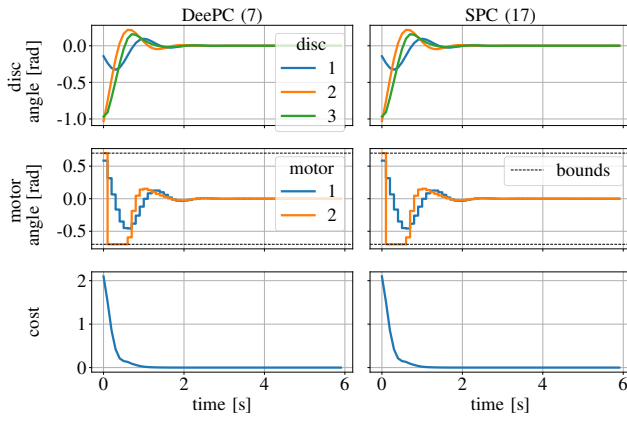 DeePC (7)
SPC (17)
disc
angle [rad]
0.0
-0.5
-1.0
disc
1
2
3
motor
angle [rad]
0.5
0.0
-0.5
motor
1
2
bounds
cost
2
1
0
0
2
4
6
time [s]
0
2
4
6
time [s]